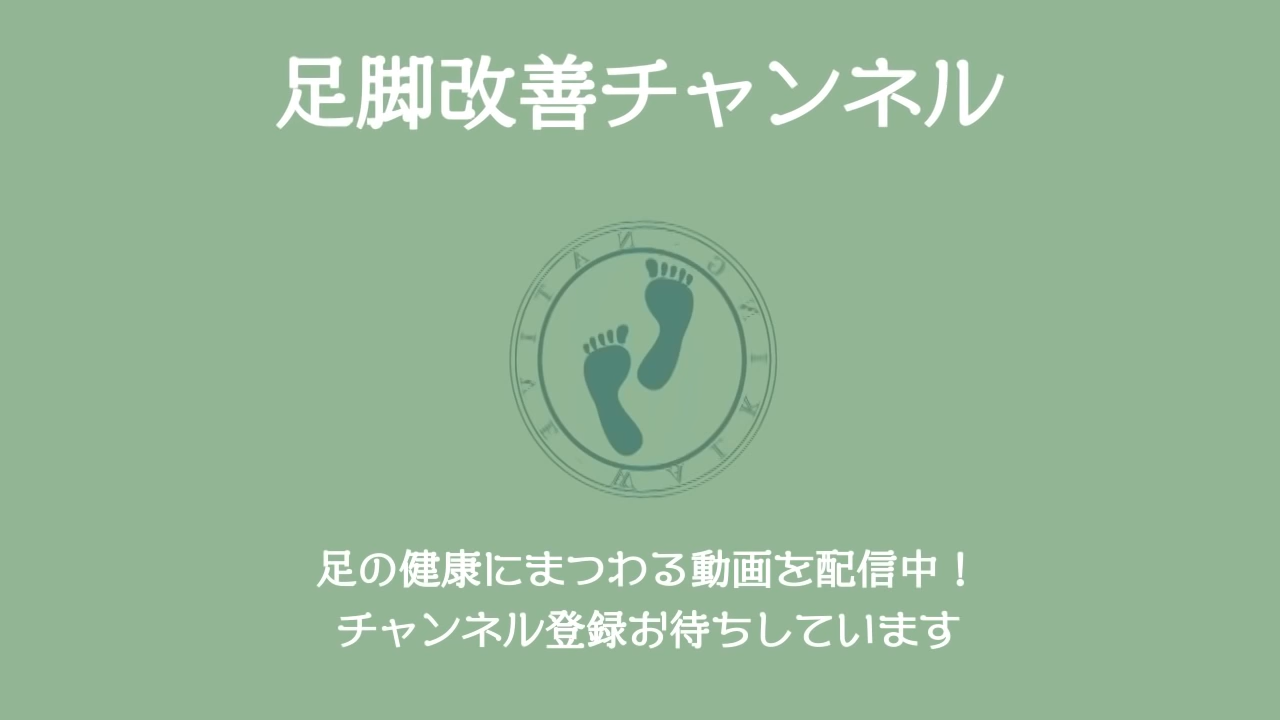 足脚改善チャンネル
NATIVE WALKING
足の健康にまつわる動画を配信中！
チャンネル登録お待ちしています